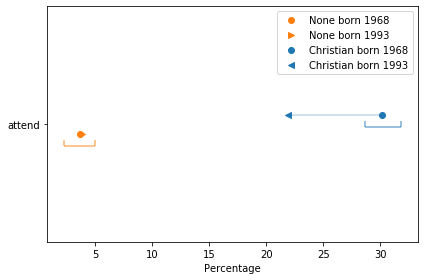 None born 1968
None born 1993
Christian born 1968
Christian born 1993
attend
5 10 15 20 25 30
Percentage